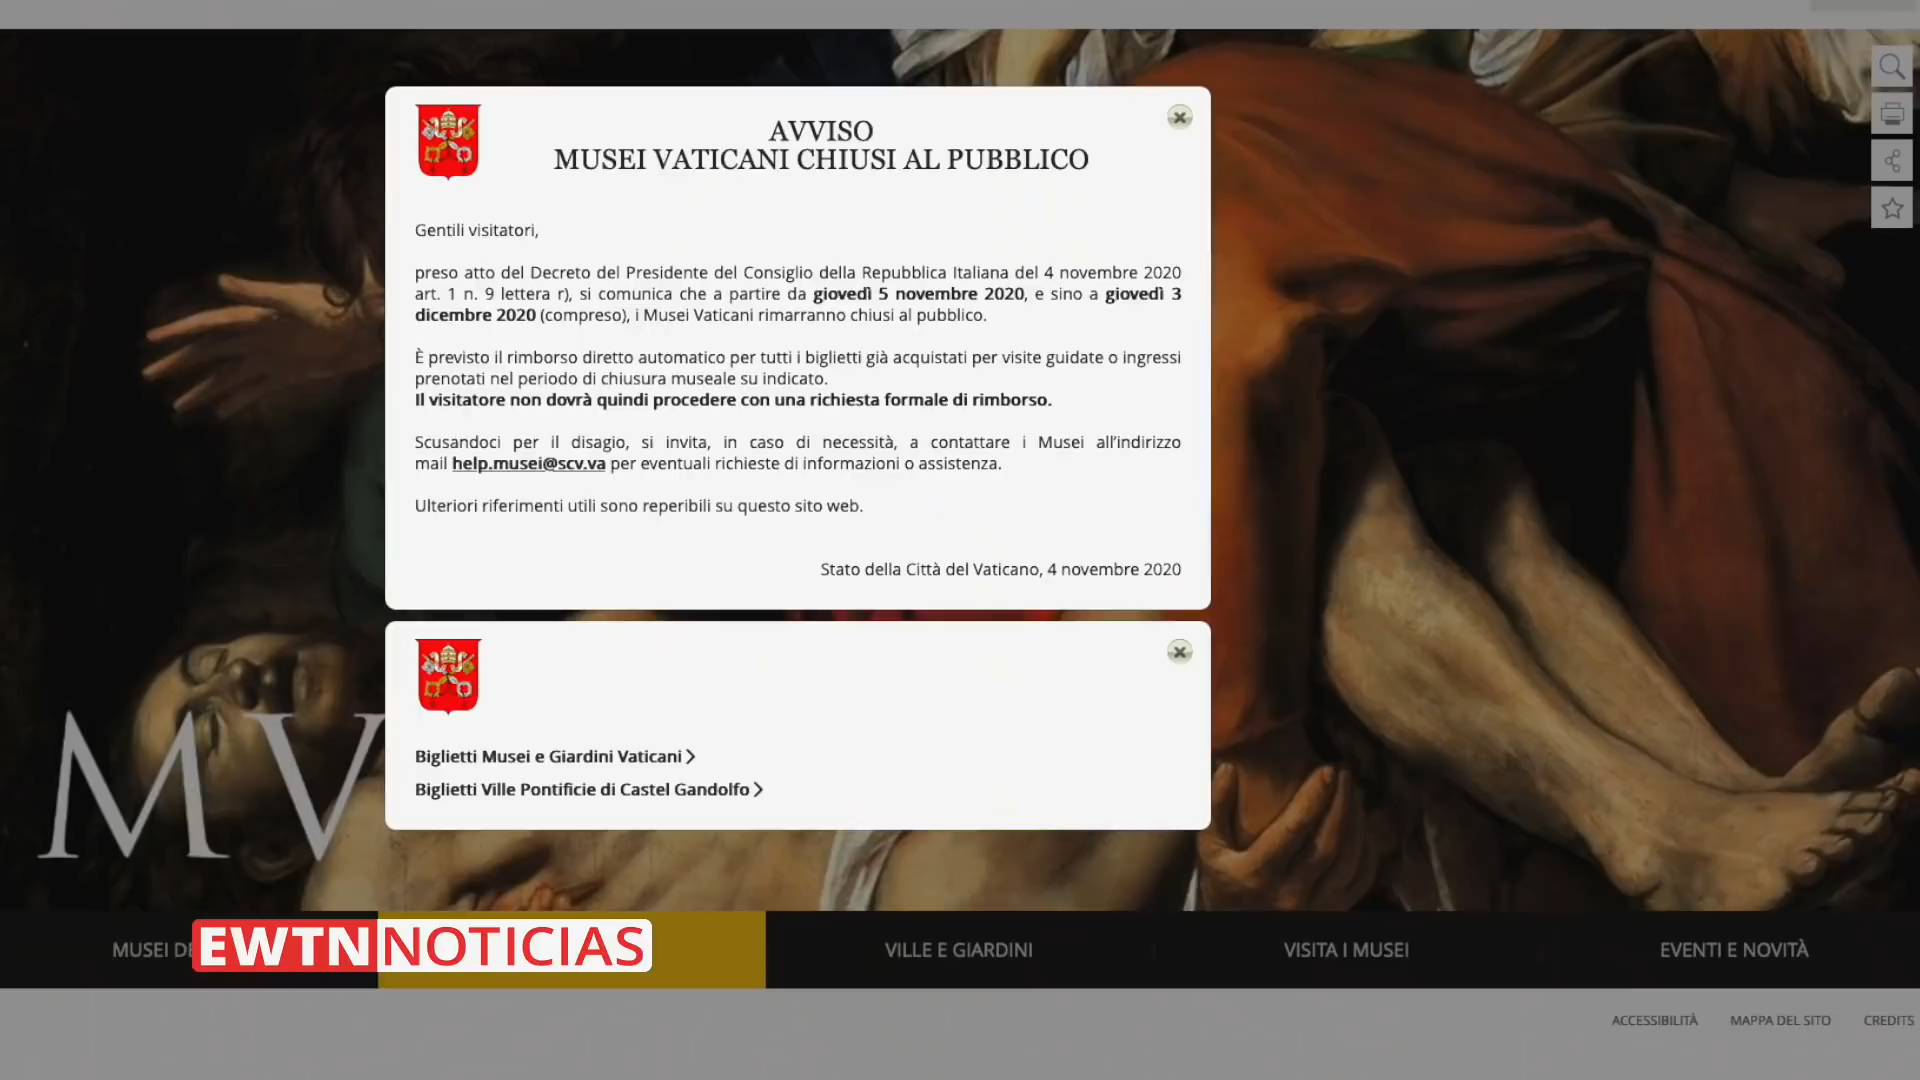 AVVISO
MUSEI VATICANI CHIUSI AL PUBBLICO
Gentili visitatori,
preso atto del Decreto del Presidente del Consiglio della Repubblica Italiana del 4 novembre 2020
art. 1 n. 9 lettera r), si comunica che a partire da giovedì 5 novembre 2020, e sino a giovedì 3
dicembre 2020 (compreso), i Musei Vaticani rimarranno chiusi al pubblico.
È previsto il rimborso diretto automatico per tutti i biglietti già acquistati per visite guidate o ingressi
prenotati nel periodo di chiusura museale su indicato.
Il visitatore non dovrà quindi procedere con una richiesta formale di rimborso.
Scusandoci per il disagio, si invita, in caso di necessità, a contattare i Musei all'indirizzo
mail help.musei@scv.va per eventuali richieste di informazioni o assistenza.
Ulteriori riferimenti utili sono reperibili su questo sito web.
Stato della Città del Vaticano, 4 novembre 2020
Biglietti Musei e Giardini Vaticani
Biglietti Ville Pontificie di Castel Gandolfo
MV
MUSEI DE
EWTN NOTICIAS
VILLE E GIARDINI
VISITA I MUSEI
EVENTI E NOVITÀ
ACCESSIBILITÀ
MAPPA DEL SITO
CREDITS